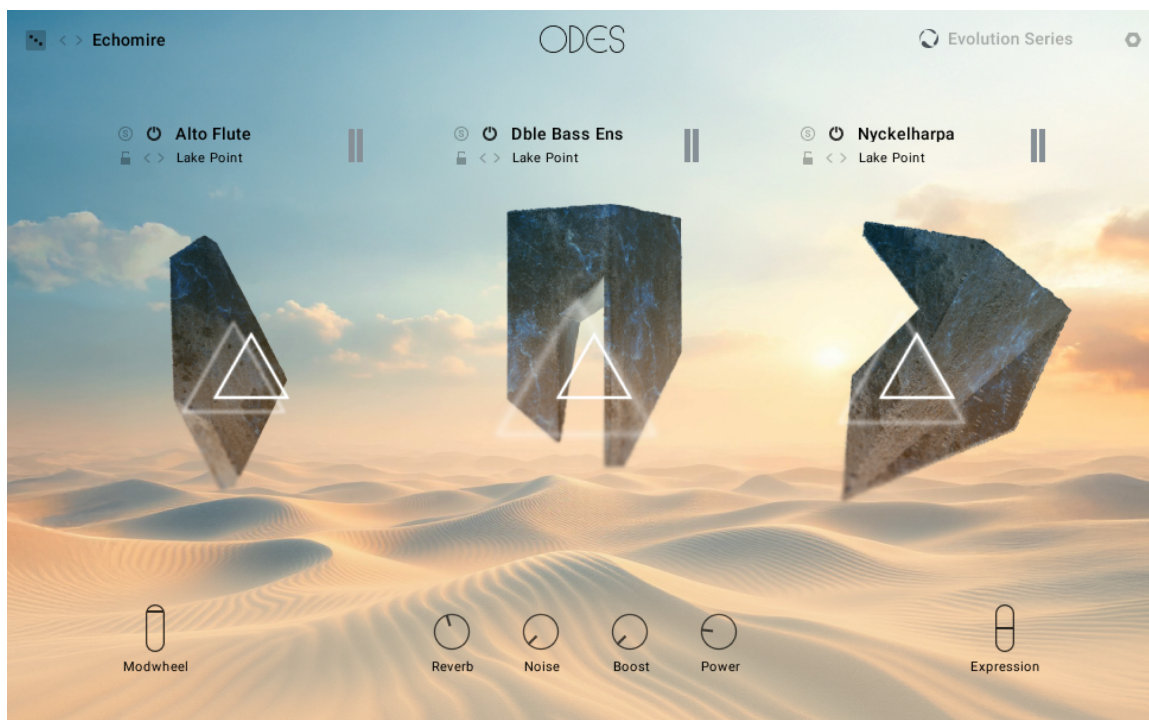 Echomire
ODES
Evolution Series
S Alto Flute
Lake Point
S Dble Bass Ens
Lake Point
S Nyckelharpa
Lake Point
Modwheel
Reverb
Noise
Boost
Power
Expression